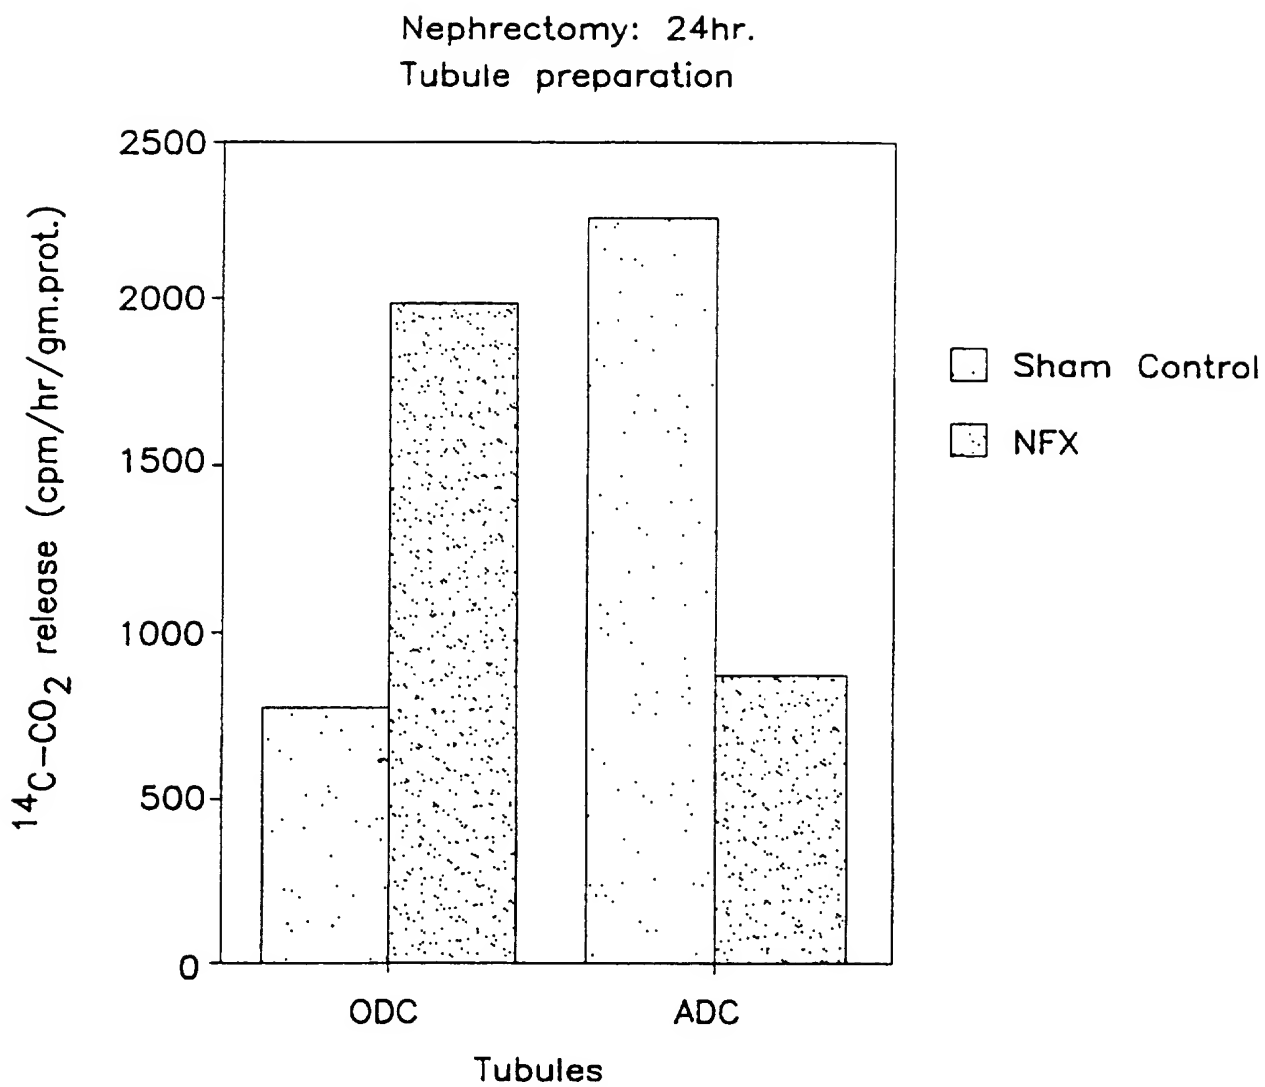 Nephrectomy: 24hr.
Tubule preparation
2500
2000
1500
1000
500
0
¹⁴C–CO₂ release (cpm/hr/gm.prot.)
ODC
ADC
Tubules
Sham Control
NFX